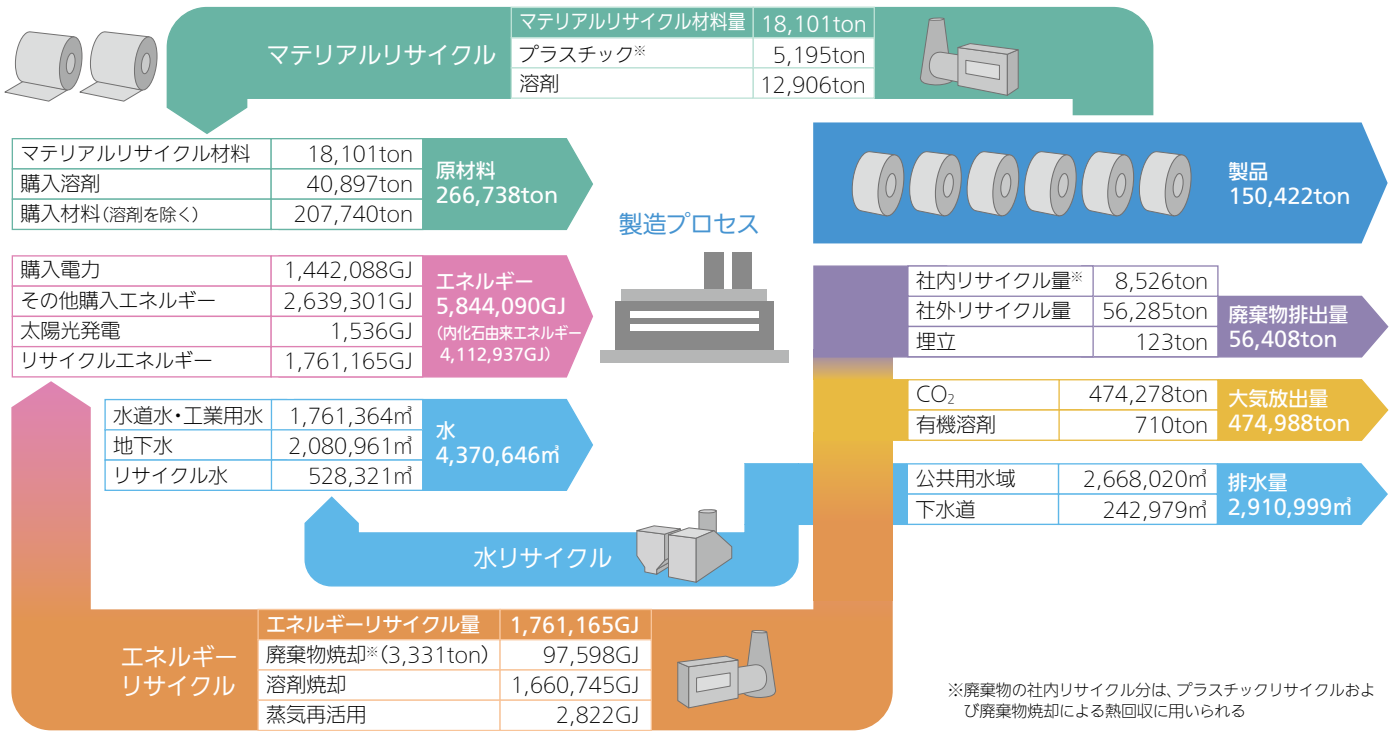 マテリアルリサイクル
マテリアルリサイクル材料量 18,101ton
プラスチック※ 5,195ton
溶剤 12,906ton
マテリアルリサイクル材料 18,101ton
購入溶剤 40,897ton
購入材料(溶剤を除く) 207,740ton
原材料
266,738ton
購入電力 1,442,088GJ
その他購入エネルギー 2,639,301GJ
太陽光発電 1,536GJ
リサイクルエネルギー 1,761,165GJ
エネルギー
5,844,090GJ
(内化石由来エネルギー
4,112,937GJ)
水道水・工業用水 1,761,364㎥
地下水 2,080,961㎥
リサイクル水 528,321㎥
水
4,370,646㎥
製造プロセス
製品
150,422ton
社内リサイクル量※ 8,526ton
社外リサイクル量 56,285ton
埋立 123ton
廃棄物排出量
56,408ton
CO₂ 474,278ton
有機溶剤 710ton
大気放出量
474,988ton
公共用水域 2,668,020㎥
下水道 242,979㎥
排水量
2,910,999㎥
水リサイクル
エネルギー
リサイクル
エネルギーリサイクル量 1,761,165GJ
廃棄物焼却※(3,331ton) 97,598GJ
溶剤焼却 1,660,745GJ
蒸気再活用 2,822GJ
※廃棄物の社内リサイクル分は、プラスチックリサイクルおよ
び廃棄物焼却による熱回収に用いられる